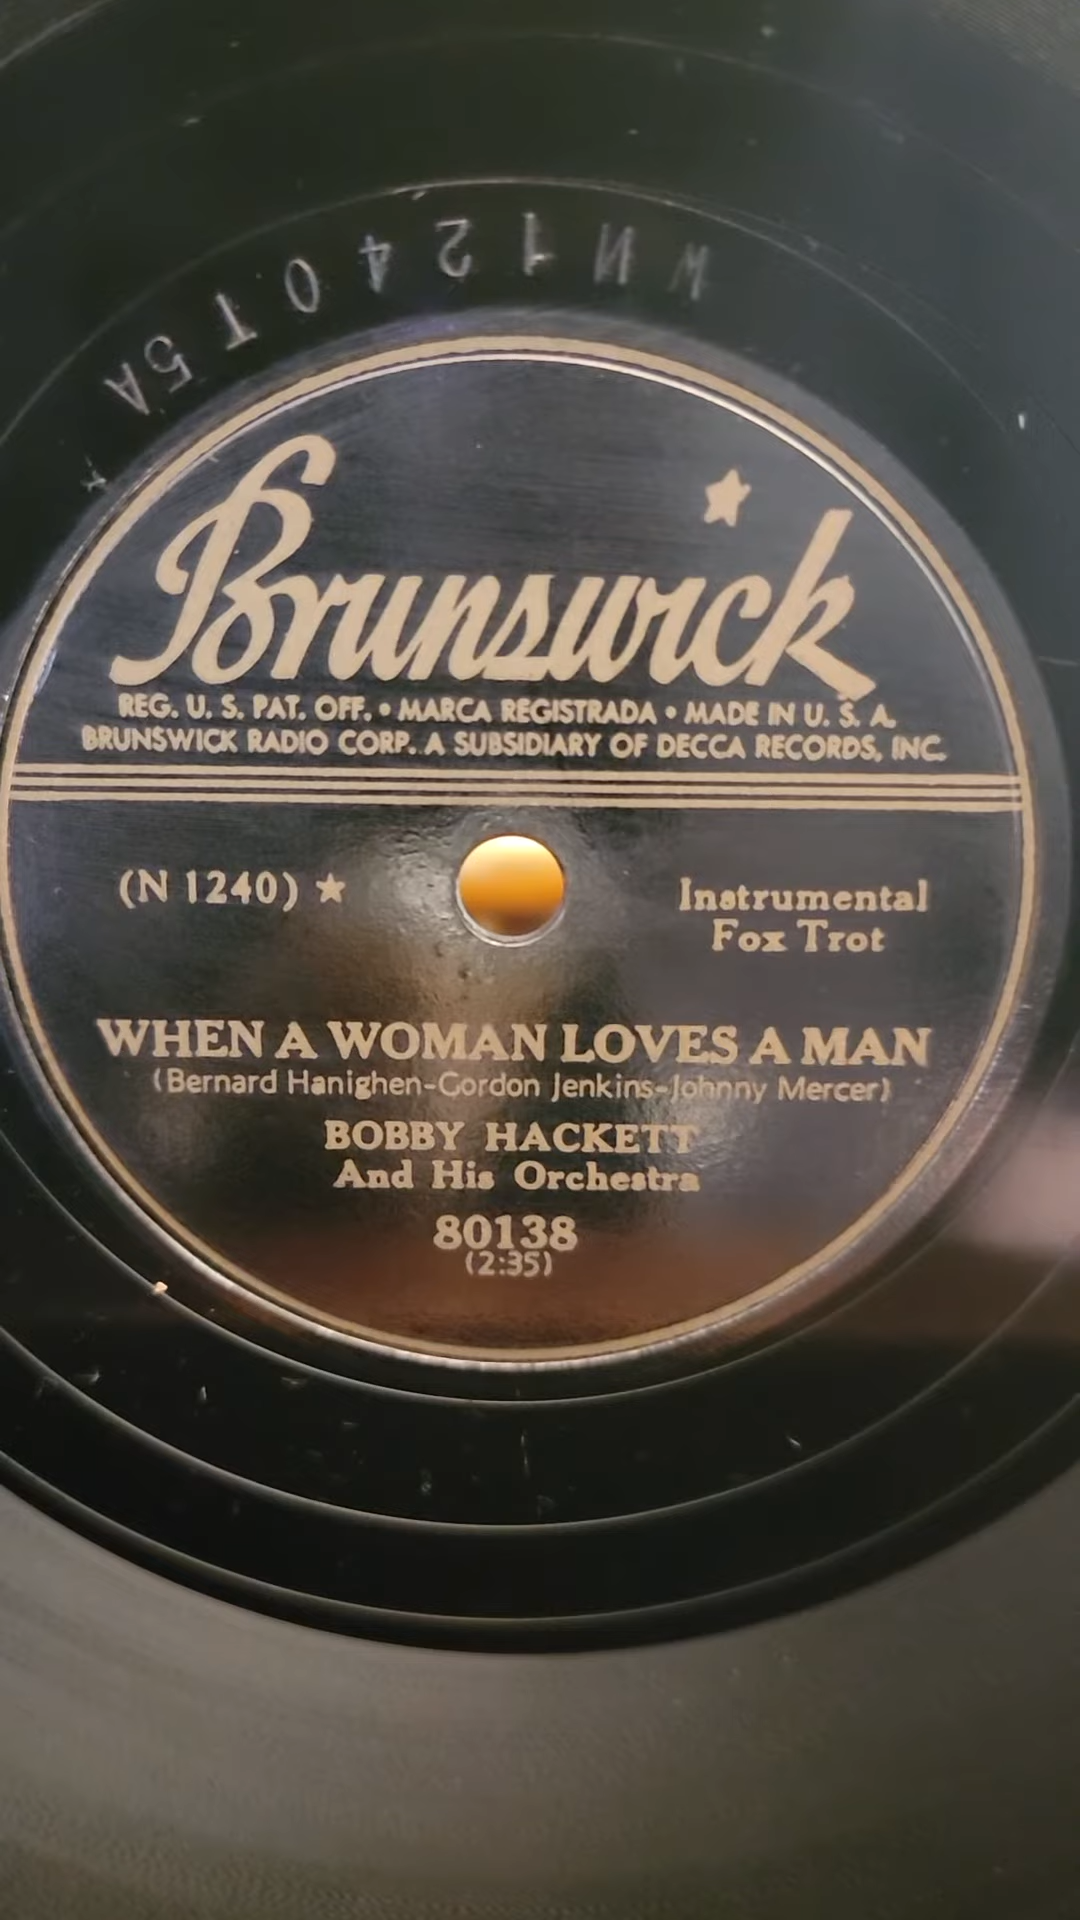 WN1240T5A
Brunswick
REG. U. S. PAT. OFF. • MARCA REGISTRADA • MADE IN U. S. A.
BRUNSWICK RADIO CORP. A SUBSIDIARY OF DECCA RECORDS, INC.
(N 1240) ★
Instrumental
Fox Trot
WHEN A WOMAN LOVES A MAN
(Bernard Hanighen-Gordon Jenkins-Johnny Mercer)
BOBBY HACKETT
And His Orchestra
80138
(2:35)